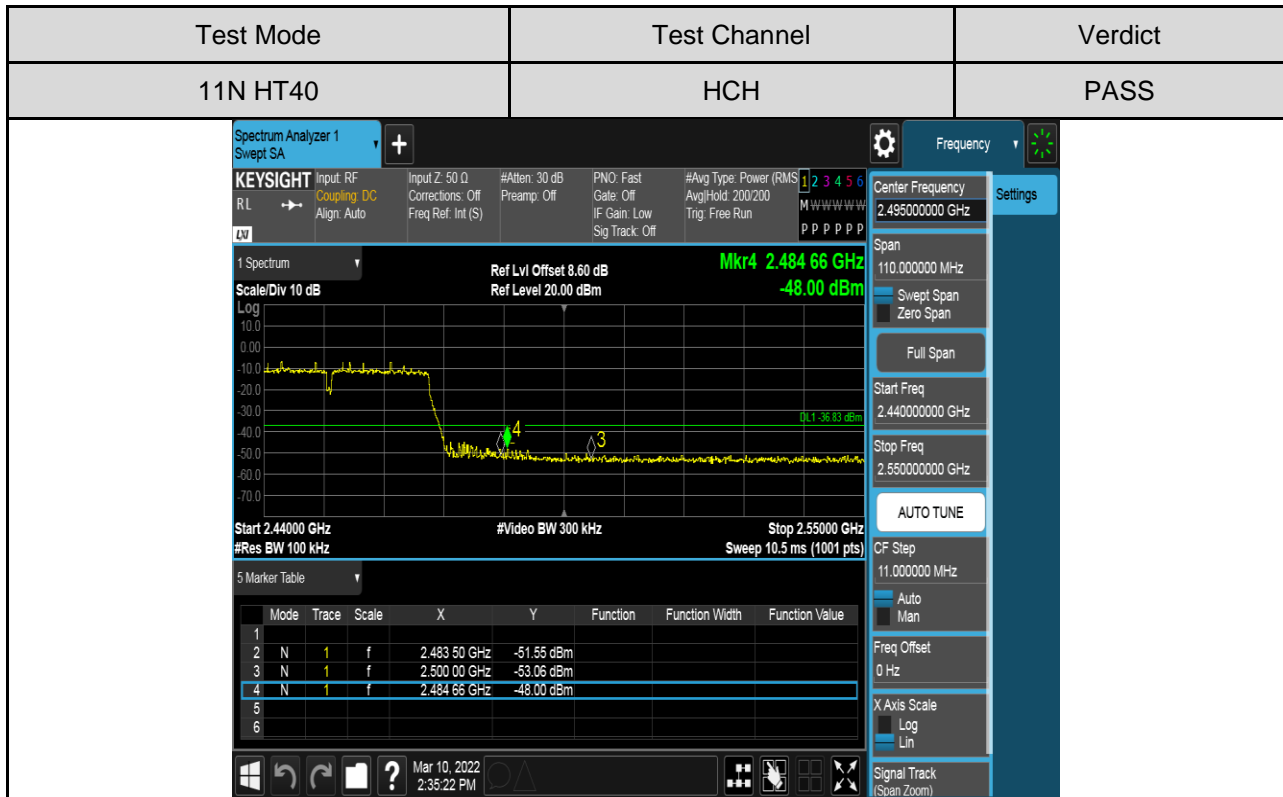 Test Mode Test Channel Verdict
11N HT40 HCH PASS
Spectrum Analyzer 1
Swept SA
+
Frequency
KEYSIGHT Input: RF Input Z: 50 Ω #Atten: 30 dB PNO: Fast #Avg Type: Power (RMS 1 2 3 4 5 6
RL Coupling: DC Corrections: Off Preamp: Off Gate: Off Avg|Hold: 200/200 M W W W W W
Align: Auto Freq Ref: Int (S) IF Gain: Low Trig: Free Run
LXI Sig Track: Off P P P P P P
1 Spectrum
Ref Lvl Offset 8.60 dB Mkr4 2.484 66 GHz
Scale/Div 10 dB Ref Level 20.00 dBm -48.00 dBm
Log
10.0
0.00
-10.0
-20.0
-30.0
DL1 -36.83 dBm
-40.0
4 3
-50.0
-60.0
-70.0
Start 2.44000 GHz #Video BW 300 kHz Stop 2.55000 GHz
#Res BW 100 kHz Sweep 10.5 ms (1001 pts)
5 Marker Table
Mode Trace Scale X Y Function Function Width Function Value
1
2 N 1 f 2.483 50 GHz -51.55 dBm
3 N 1 f 2.500 00 GHz -53.06 dBm
4 N 1 f 2.484 66 GHz -48.00 dBm
5
6
? Mar 10, 2022
2:35:22 PM
Center Frequency
2.495000000 GHz
Settings
Span
110.000000 MHz
Swept Span
Zero Span
Full Span
Start Freq
2.440000000 GHz
Stop Freq
2.550000000 GHz
AUTO TUNE
CF Step
11.000000 MHz
Auto
Man
Freq Offset
0 Hz
X Axis Scale
Log
Lin
Signal Track
(Span Zoom)